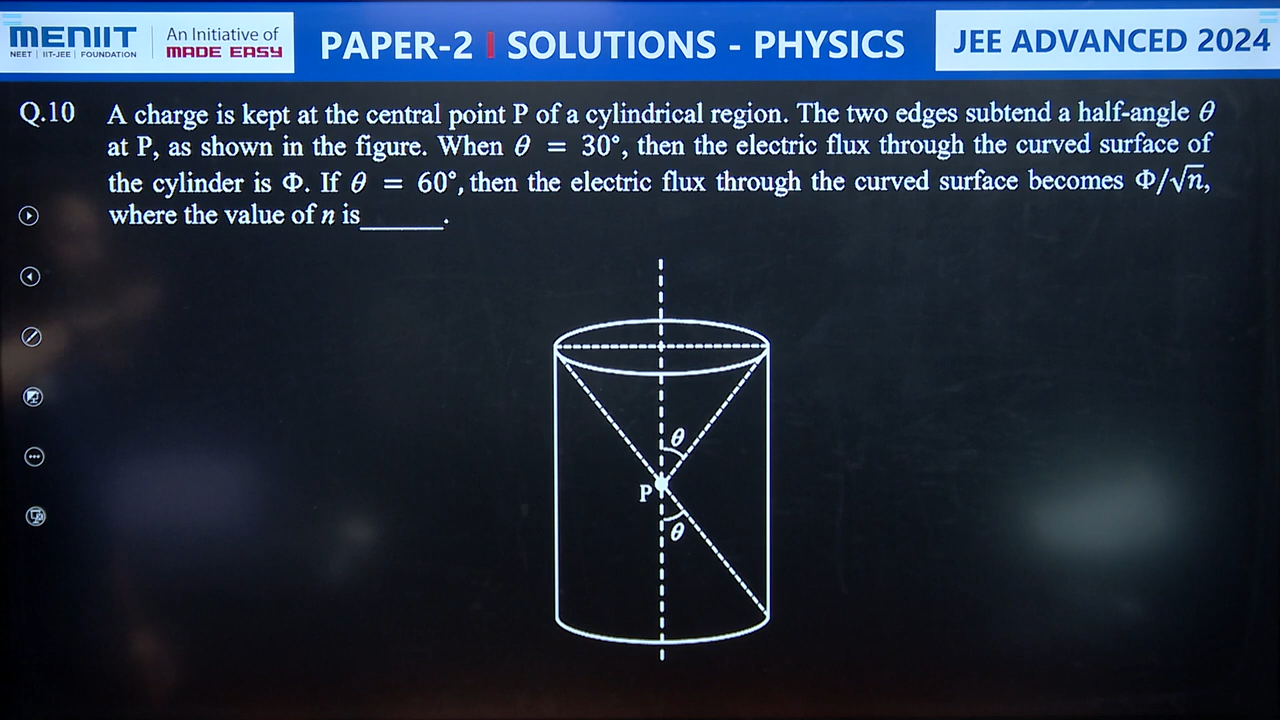 MENIIT
NEET | IIT-JEE | FOUNDATION
An Initiative of
MADE EASY
PAPER-2 | SOLUTIONS - PHYSICS
JEE ADVANCED 2024
Q.10 A charge is kept at the central point P of a cylindrical region. The two edges subtend a half-angle θ
at P, as shown in the figure. When θ = 30°, then the electric flux through the curved surface of
the cylinder is Φ. If θ = 60°, then the electric flux through the curved surface becomes Φ/√n,
where the value of n is______.
θ
P
θ